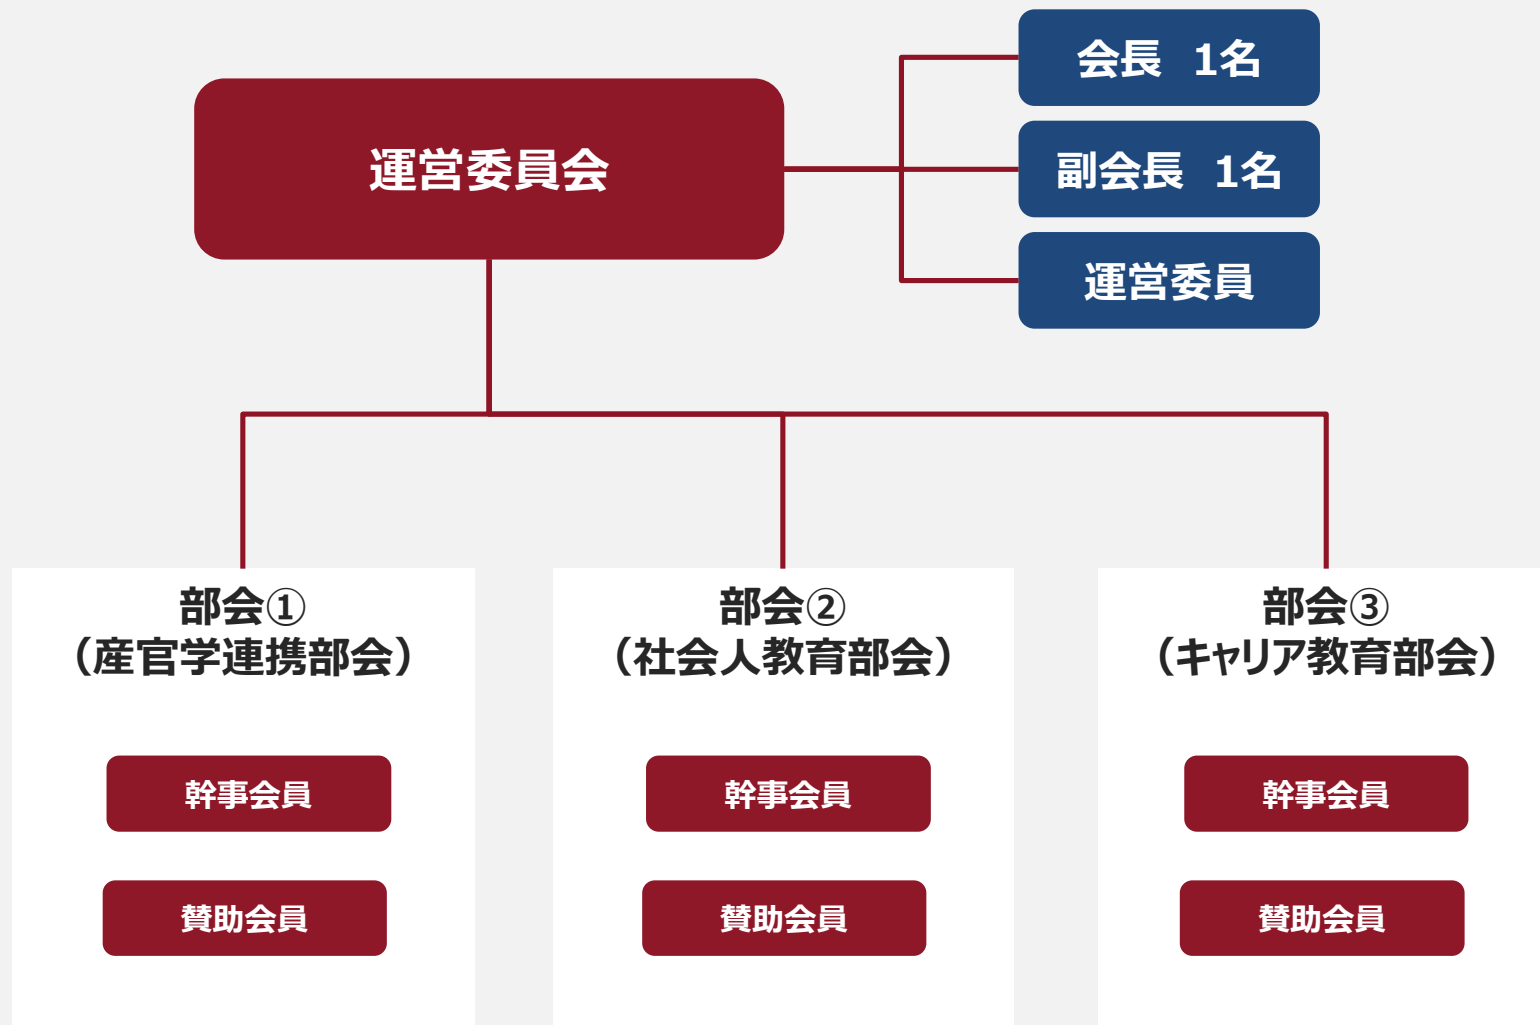 運営委員会
会長　1名
副会長　1名
運営委員
部会①
（産官学連携部会）
幹事会員
賛助会員
部会②
（社会人教育部会）
幹事会員
賛助会員
部会③
（キャリア教育部会）
幹事会員
賛助会員